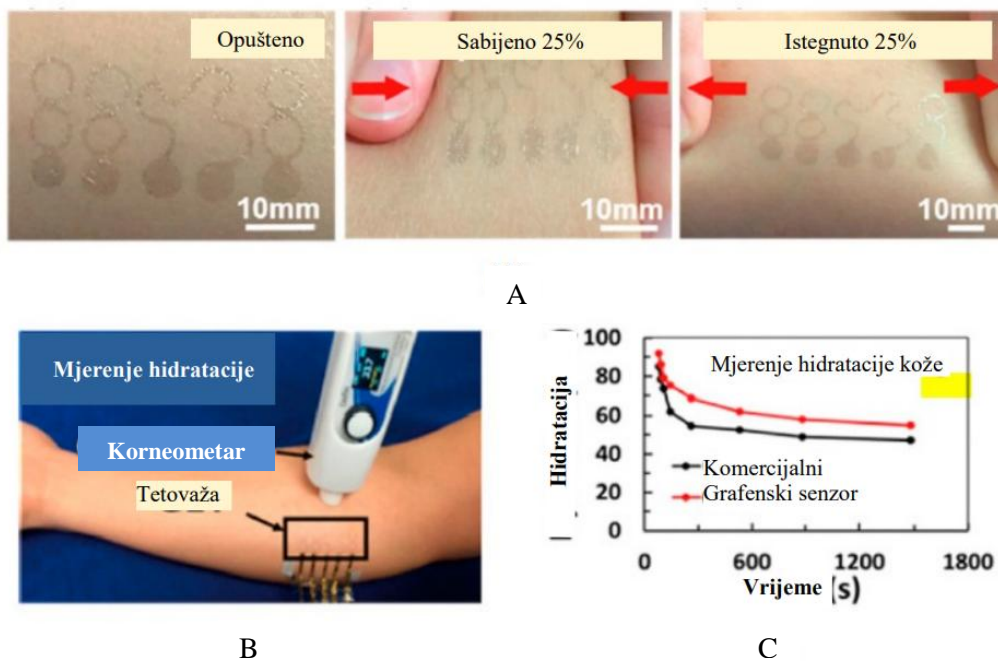 Opušteno
Sabijeno 25%
Istegnuto 25%
10mm
10mm
10mm
A
Mjerenje hidratacije
Korneometar
Tetovaža
B
100
80
60
40
20
0
Hidratacija
Mjerenje hidratacije kože
Komercijalni
Grafenski senzor
0
600
1200
1800
Vrijeme (s)
C